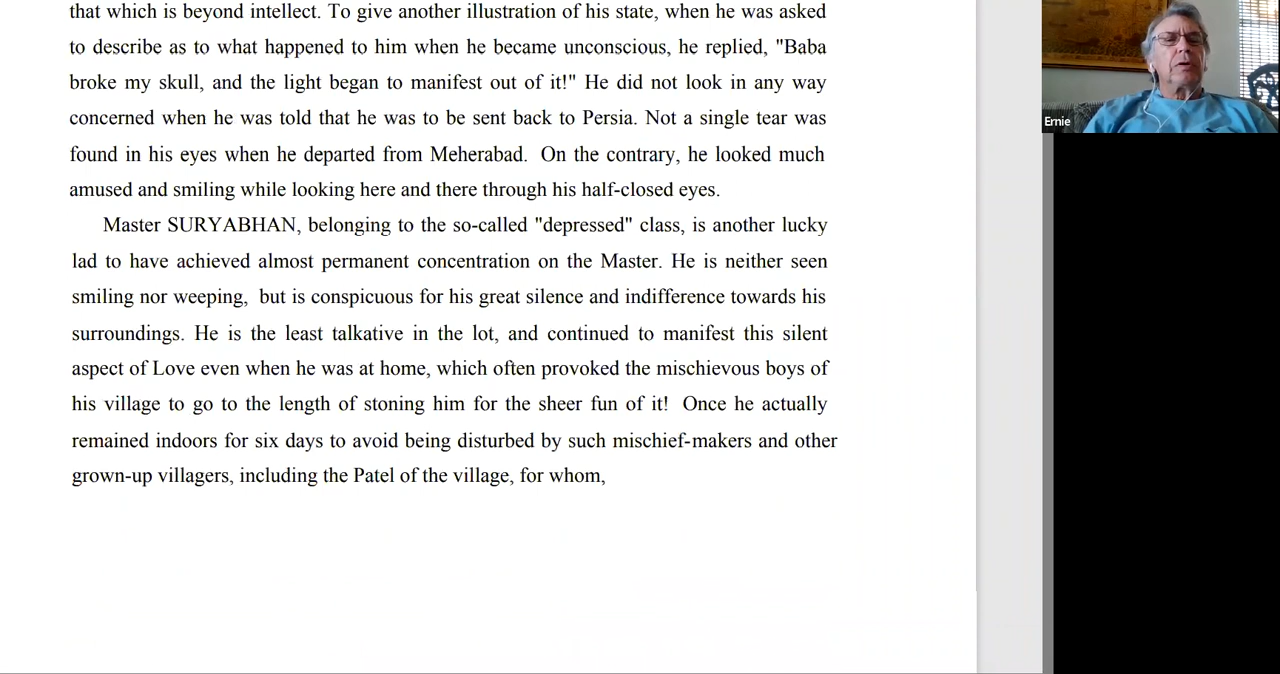 that which is beyond intellect. To give another illustration of his state, when he was asked
to describe as to what happened to him when he became unconscious, he replied, "Baba
broke my skull, and the light began to manifest out of it!" He did not look in any way
concerned when he was told that he was to be sent back to Persia. Not a single tear was
found in his eyes when he departed from Meherabad. On the contrary, he looked much
amused and smiling while looking here and there through his half-closed eyes.
Master SURYABHAN, belonging to the so-called "depressed" class, is another lucky
lad to have achieved almost permanent concentration on the Master. He is neither seen
smiling nor weeping, but is conspicuous for his great silence and indifference towards his
surroundings. He is the least talkative in the lot, and continued to manifest this silent
aspect of Love even when he was at home, which often provoked the mischievous boys of
his village to go to the length of stoning him for the sheer fun of it! Once he actually
remained indoors for six days to avoid being disturbed by such mischief-makers and other
grown-up villagers, including the Patel of the village, for whom,
Ernie